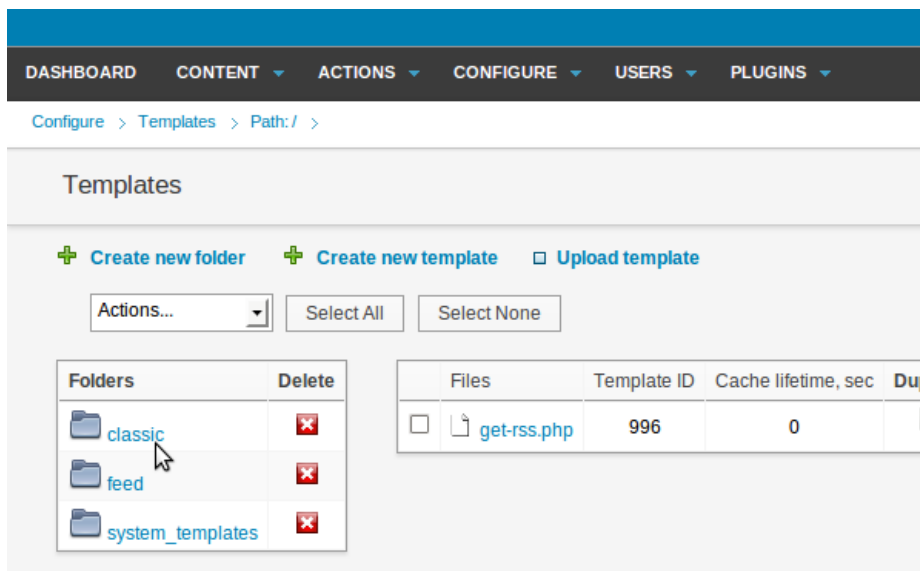 DASHBOARD CONTENT ACTIONS CONFIGURE USERS PLUGINS
Configure > Templates > Path: / >
Templates
Create new folder Create new template Upload template
Actions... Select All Select None
Folders Delete
classic
feed
system_templates
Files Template ID Cache lifetime, sec
get-rss.php 996 0